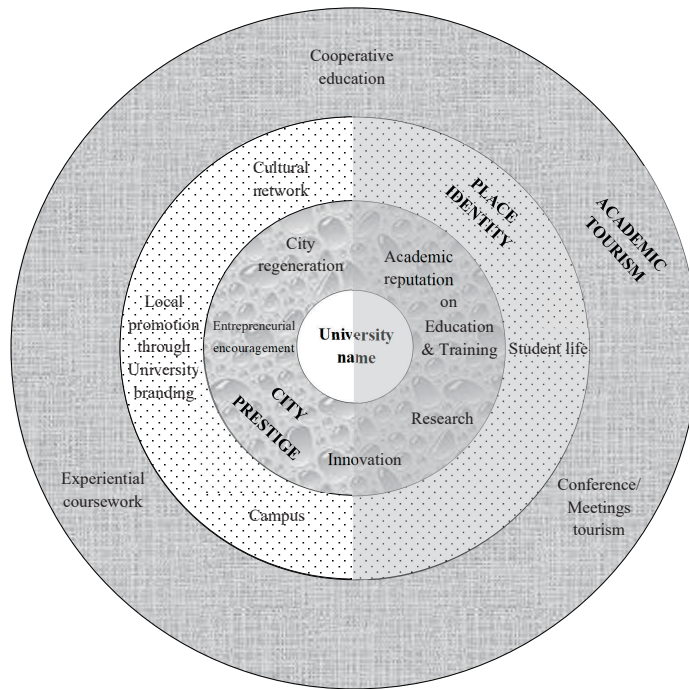 Cooperative
education
Cultural
network
PLACE
IDENTITY
ACADEMIC
TOURISM
City
regeneration
Academic
reputation
on
Education
& Training
Local
promotion
through
University
branding
Entrepreneurial
encouragement
University
name
Student life
CITY
PRESTIGE
Research
Innovation
Experiential
coursework
Campus
Conference/
Meetings
tourism